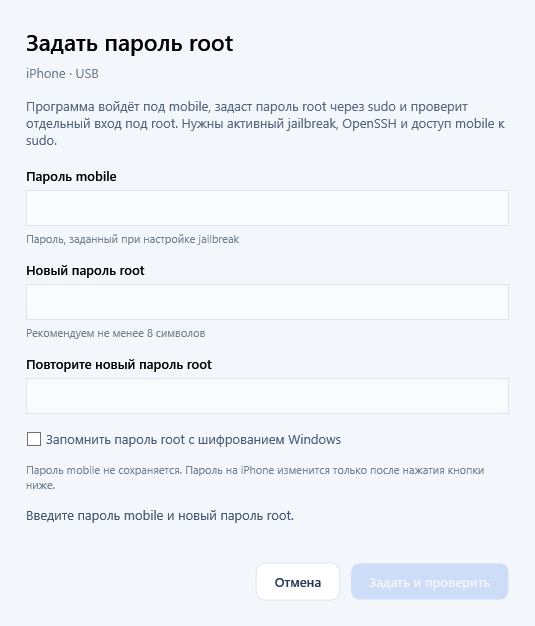 Задать пароль root
iPhone · USB
Программа войдёт под mobile, задаст пароль root через sudo и проверит
отдельный вход под root. Нужны активный jailbreak, OpenSSH и доступ mobile к
sudo.
Пароль mobile
Пароль, заданный при настройке jailbreak
Новый пароль root
Рекомендуем не менее 8 символов
Повторите новый пароль root
Запомнить пароль root с шифрованием Windows
Пароль mobile не сохраняется. Пароль на iPhone изменится только после нажатия кнопки
ниже.
Введите пароль mobile и новый пароль root.
Отмена
Задать и проверить